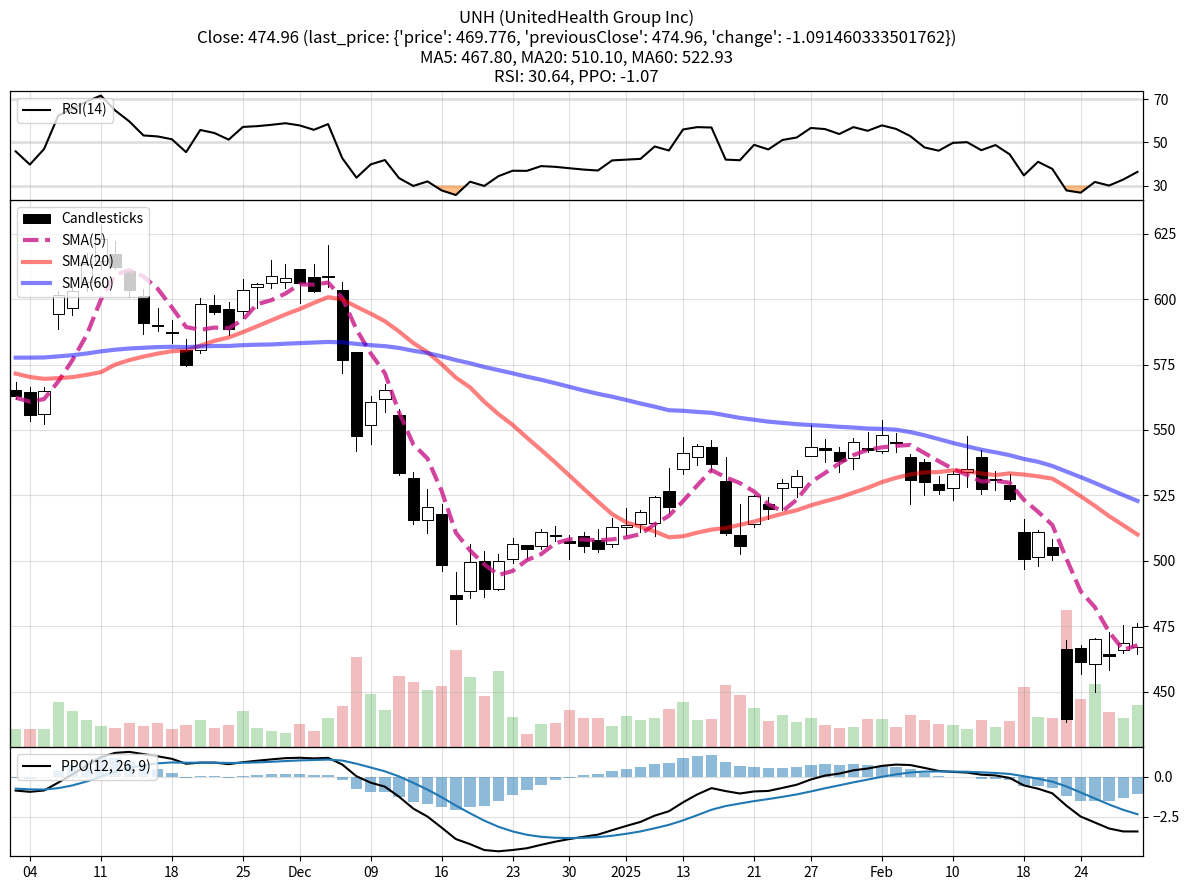 UNH (UnitedHealth Group Inc)
Close: 474.96 (last_price: {'price': 469.776, 'previousClose': 474.96, 'change': -1.091460333501762})
MA5: 467.80, MA20: 510.10, MA60: 522.93
RSI: 30.64, PPO: -1.07
RSI(14)
70
50
30
Candlesticks
SMA(5)
SMA(20)
SMA(60)
625
600
575
550
525
500
475
450
PPO(12, 26, 9)
0.0
−2.5
04 11 18 25 Dec 09 16 23 30 2025 13 21 27 Feb 10 18 24